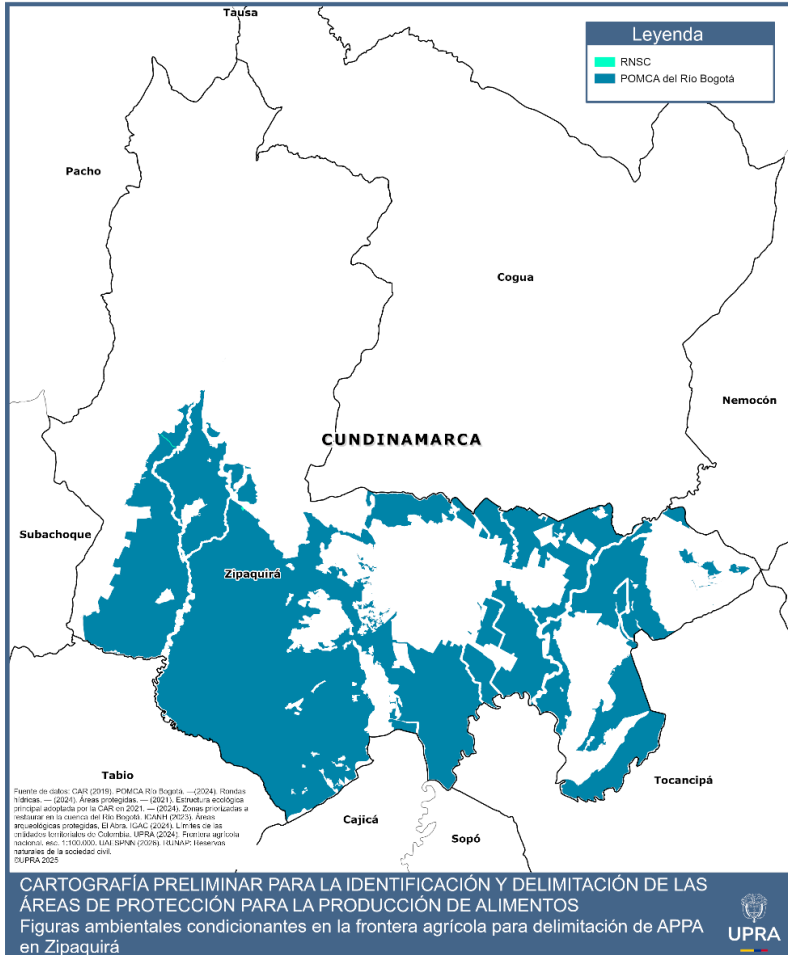 Tausa
Leyenda
RNSC
POMCA del Río Bogotá
Pacho
Cogua
Nemocón
CUNDINAMARCA
Subachoque
Zipaquirá
Tabio
Tocancipá
Cajicá
Sopó
Fuente de datos: CAR (2019). POMCA Río Bogotá. —(2024). Rondas
hídricas. — (2024). Áreas protegidas. — (2021). Estructura ecológica
principal adoptada por la CAR en 2021. — (2024). Zonas priorizadas a
restaurar en la cuenca del Río Bogotá. ICANH (2023). Áreas
arqueológicas protegidas, El Abra. IGAC (2024). Límites de las
entidades territoriales de Colombia. UPRA (2024). Frontera agrícola
nacional, esc. 1:100.000. UAESPNN (2026). RUNAP: Reservas
naturales de la sociedad civil.
©UPRA 2025
CARTOGRAFÍA PRELIMINAR PARA LA IDENTIFICACIÓN Y DELIMITACIÓN DE LAS
ÁREAS DE PROTECCIÓN PARA LA PRODUCCIÓN DE ALIMENTOS
Figuras ambientales condicionantes en la frontera agrícola para delimitación de APPA
en Zipaquirá
UPRA